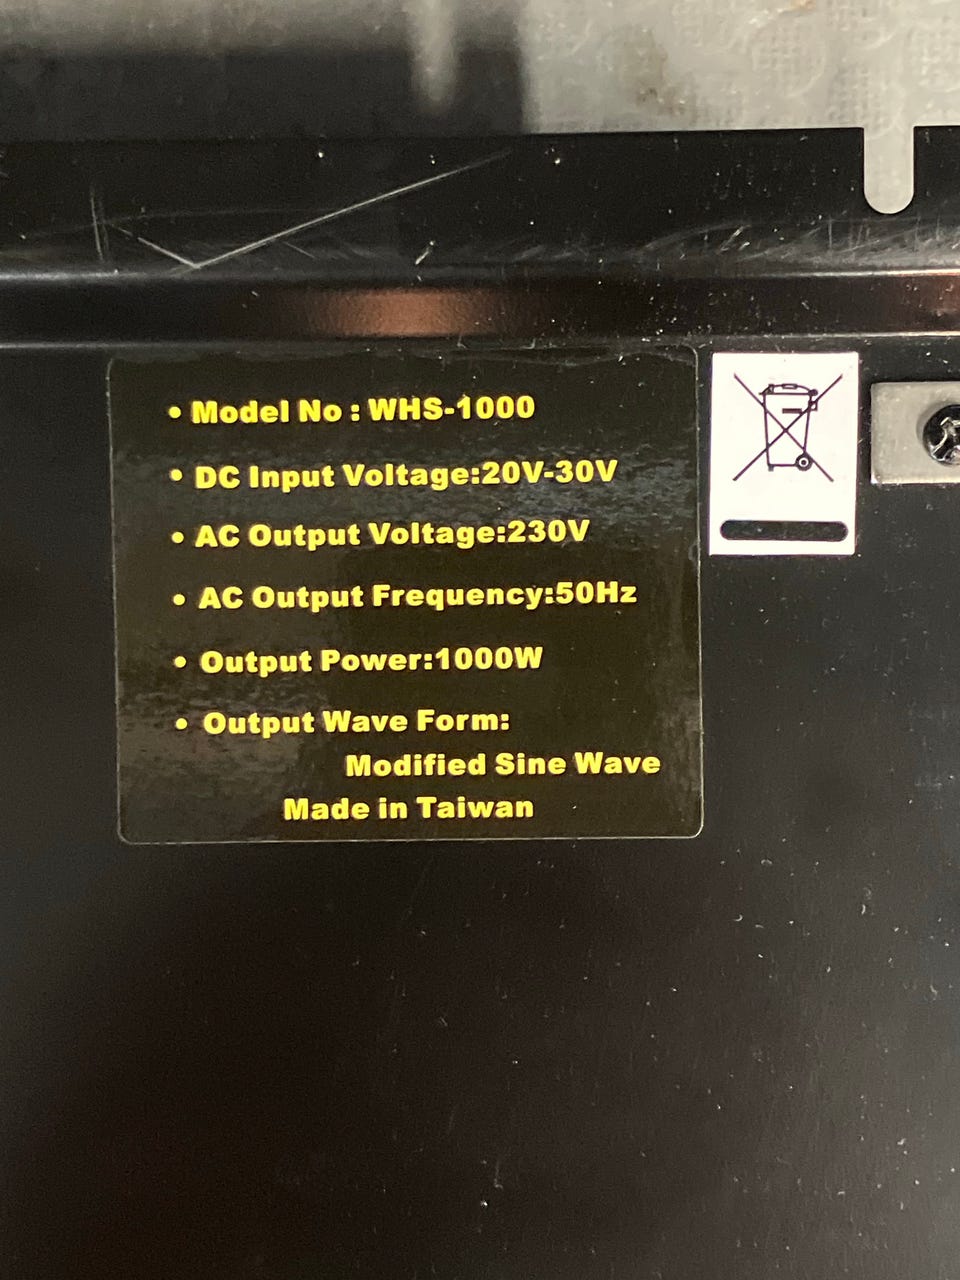 • Model No : WHS-1000
• DC Input Voltage:20V-30V
• AC Output Voltage:230V
• AC Output Frequency:50Hz
• Output Power:1000W
• Output Wave Form:
Modified Sine Wave
Made in Taiwan